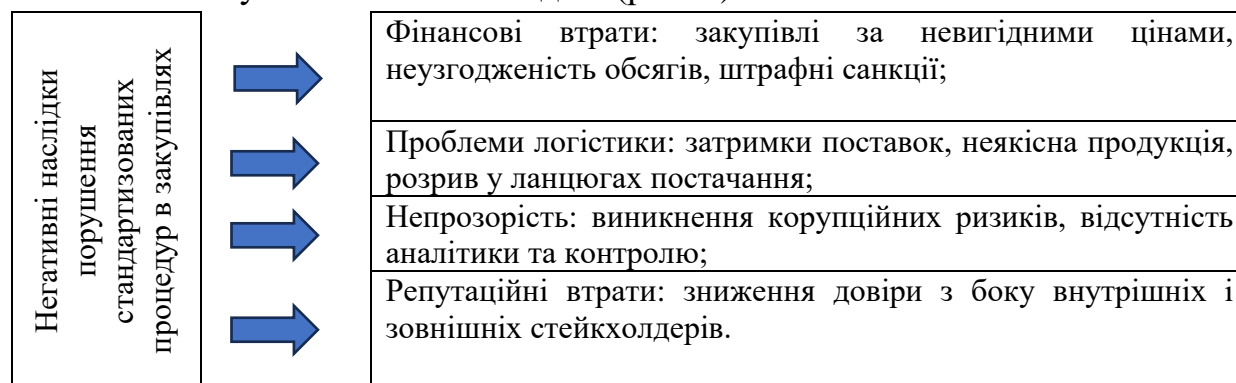 Негативні наслідки
порушення
стандартизованих
процедур в закупівлях
Фінансові втрати: закупівлі за невигідними цінами,
неузгодженість обсягів, штрафні санкції;
Проблеми логістики: затримки поставок, неякісна продукція,
розрив у ланцюгах постачання;
Непрозорість: виникнення корупційних ризиків, відсутність
аналітики та контролю;
Репутаційні втрати: зниження довіри з боку внутрішніх і
зовнішніх стейкхолдерів.